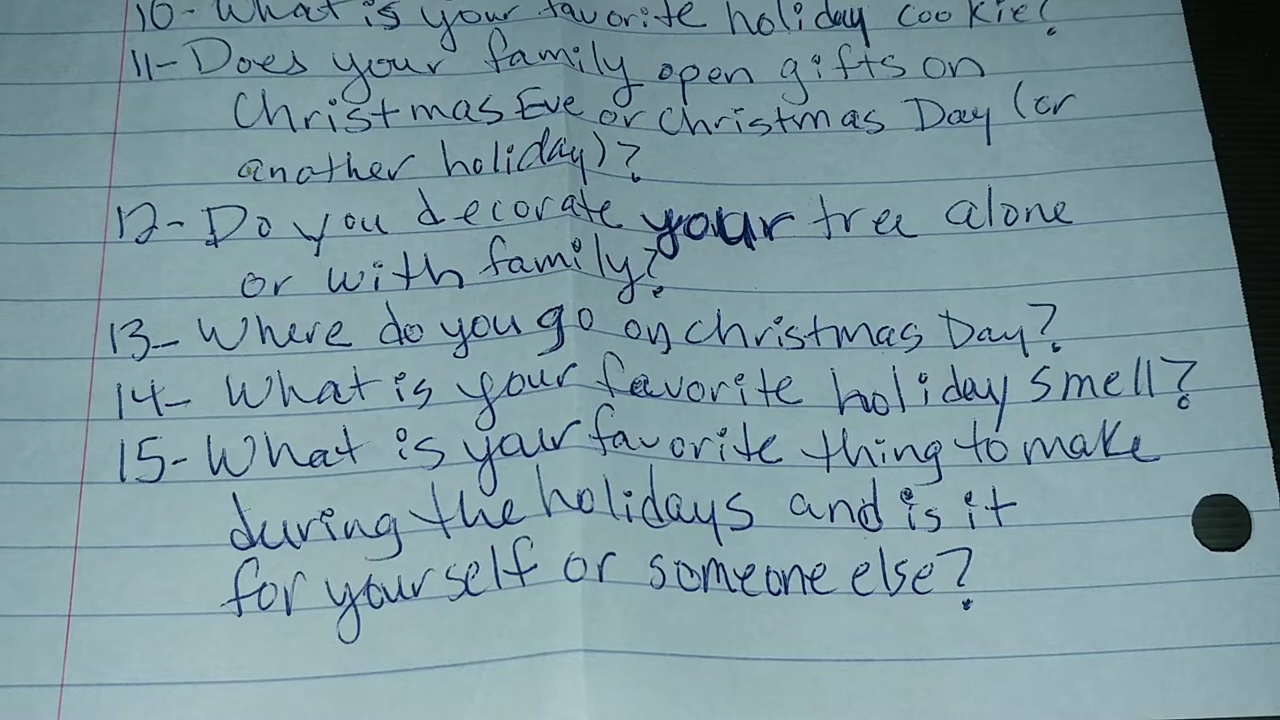 10- What is your favorite holiday cookie?
11- Does your family open gifts on
Christmas Eve or Christmas Day (or
another holiday)?
12- Do you decorate your tree alone
or with family?
13- Where do you go on Christmas Day?
14- What is your favorite holiday smell?
15- What is your favorite thing to make
during the holidays and is it
for yourself or someone else?